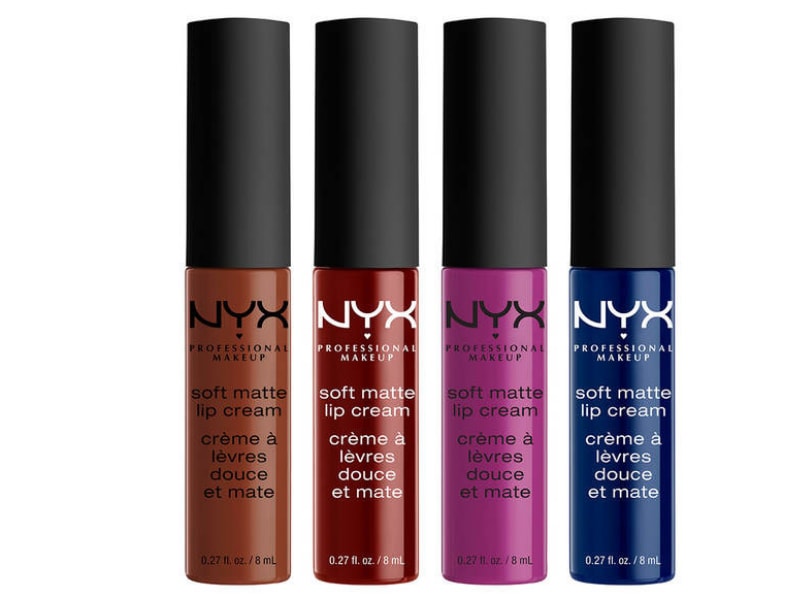 NYX
PROFESSIONAL
MAKEUP
soft matte
lip cream
crème à
lèvres
douce
et mate
0.27 fl. oz. / 8 mL
NYX
PROFESSIONAL
MAKEUP
soft matte
lip cream
crème à
lèvres
douce
et mate
0.27 fl. oz. / 8 mL
NYX
PROFESSIONAL
MAKEUP
soft matte
lip cream
crème à
lèvres
douce
et mate
0.27 fl. oz. / 8 mL
NYX
PROFESSIONAL
MAKEUP
soft matte
lip cream
crème à
lèvres
douce
et mate
0.27 fl. oz. / 8 mL